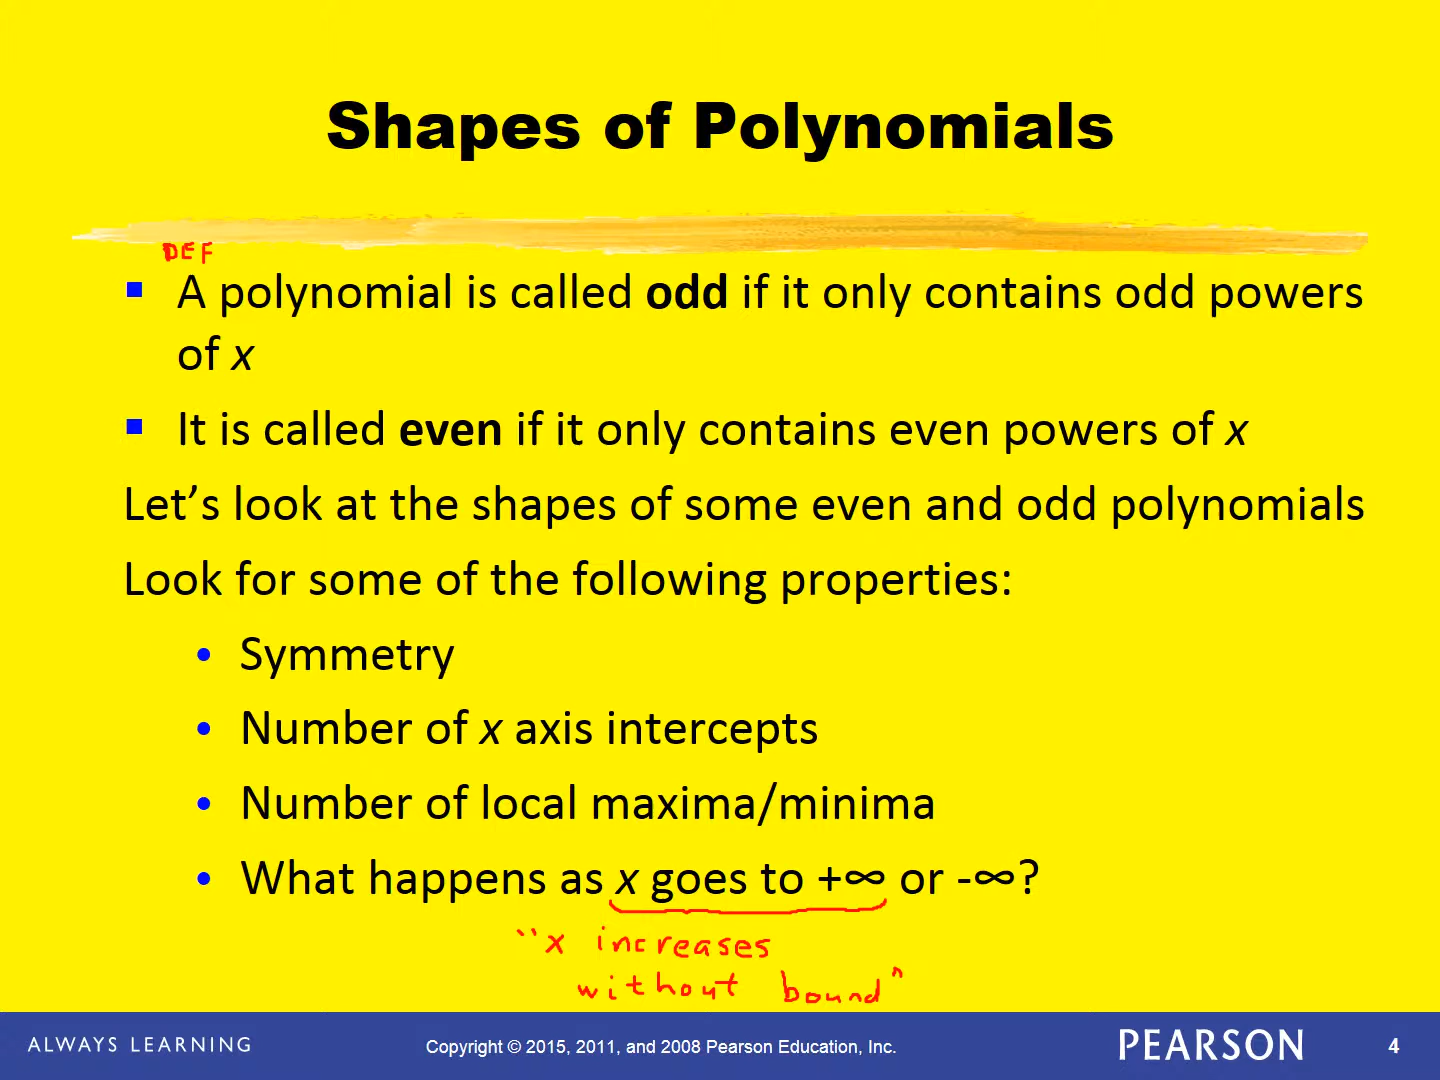 Shapes of Polynomials
DEF
▪ A polynomial is called odd if it only contains odd powers
of x
▪ It is called even if it only contains even powers of x
Let’s look at the shapes of some even and odd polynomials
Look for some of the following properties:
• Symmetry
• Number of x axis intercepts
• Number of local maxima/minima
• What happens as x goes to +∞ or -∞?
“x increases
without bound”
ALWAYS LEARNING
Copyright © 2015, 2011, and 2008 Pearson Education, Inc.
PEARSON
4